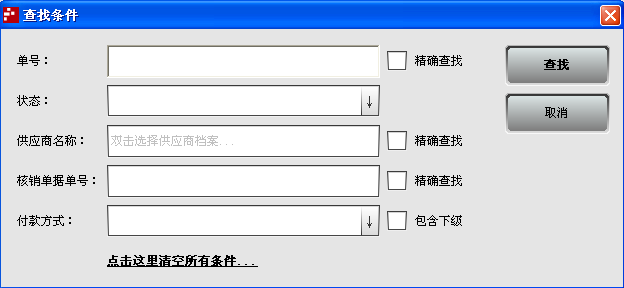 查找条件
单号：
精确查找
查找
状态：
取消
供应商名称：
双击选择供应商档案...
精确查找
核销单据单号：
精确查找
付款方式：
包含下级
点击这里清空所有条件...